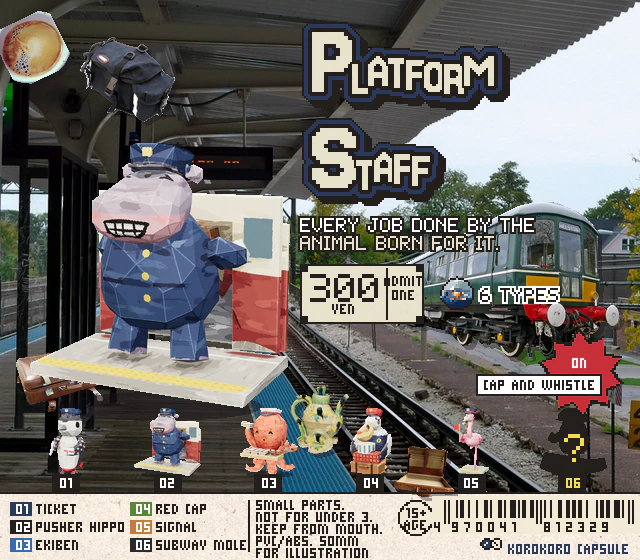 PLATFORM
STAFF
EVERY JOB DONE BY THE
ANIMAL BORN FOR IT.
300
YEN
ADMIT
ONE
6 TYPES
ON
CAP AND WHISTLE
?
01
02
03
04
05
06
01 TICKET
02 PUSHER HIPPO
03 EKIBEN
04 RED CAP
05 SIGNAL
06 SUBWAY MOLE
SMALL PARTS.
NOT FOR UNDER 3.
KEEP FROM MOUTH.
PVC/ABS. 50MM
FOR ILLUSTRATION
15+
AGE
4 970041 812329
KOROKORO CAPSULE